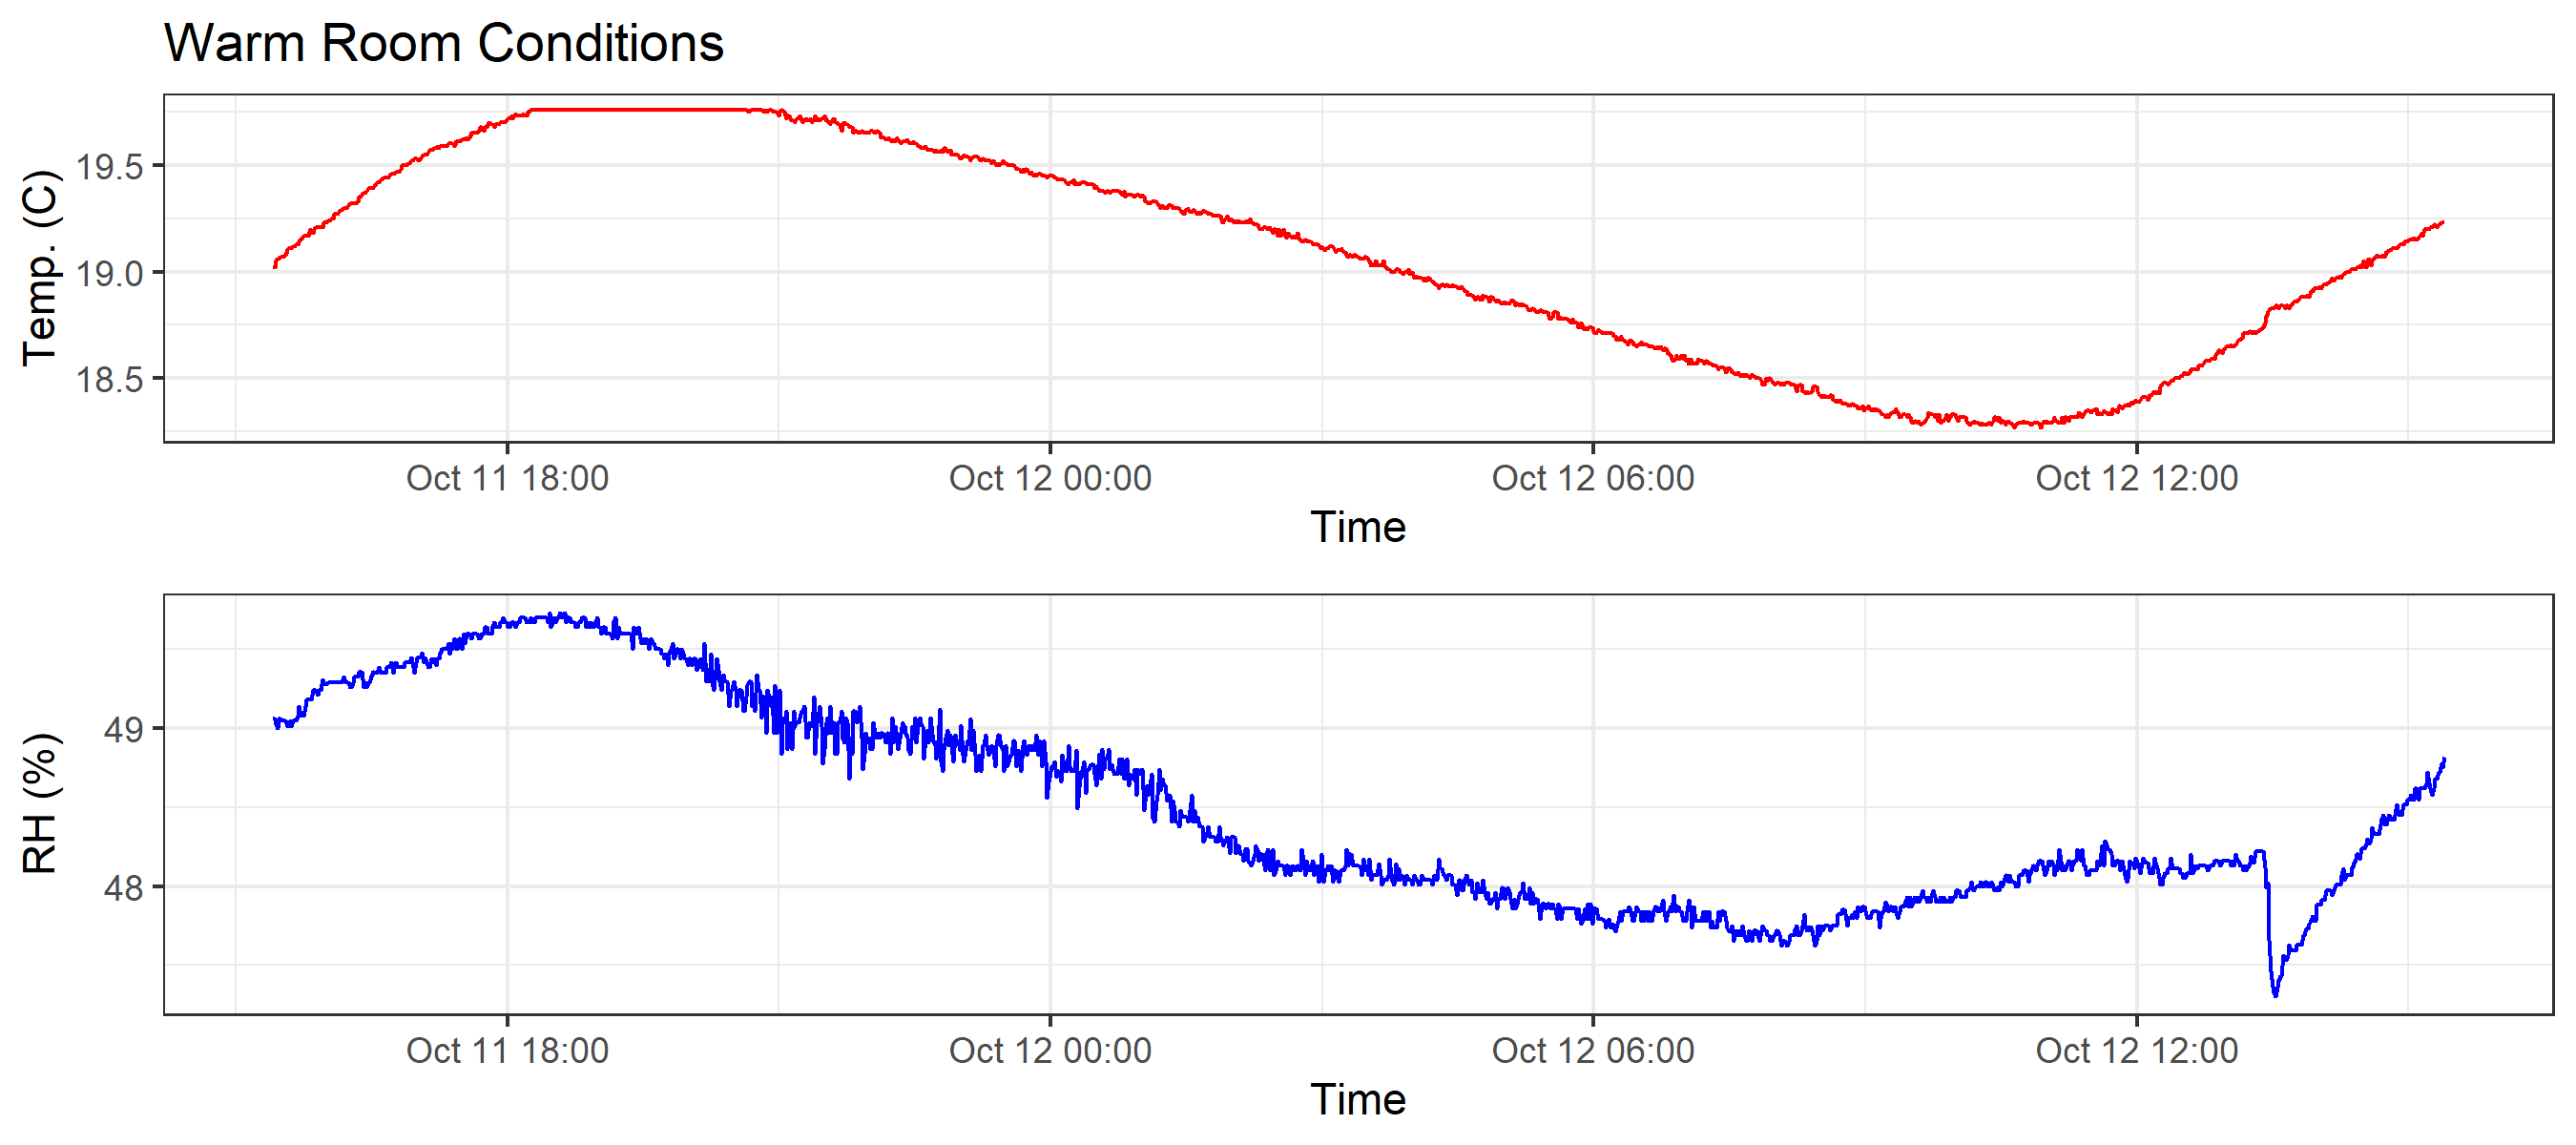 Warm Room Conditions
Temp. (C)
19.5
19.0
18.5
Oct 11 18:00 Oct 12 00:00 Oct 12 06:00 Oct 12 12:00
Time
RH (%)
49
48
Oct 11 18:00 Oct 12 00:00 Oct 12 06:00 Oct 12 12:00
Time